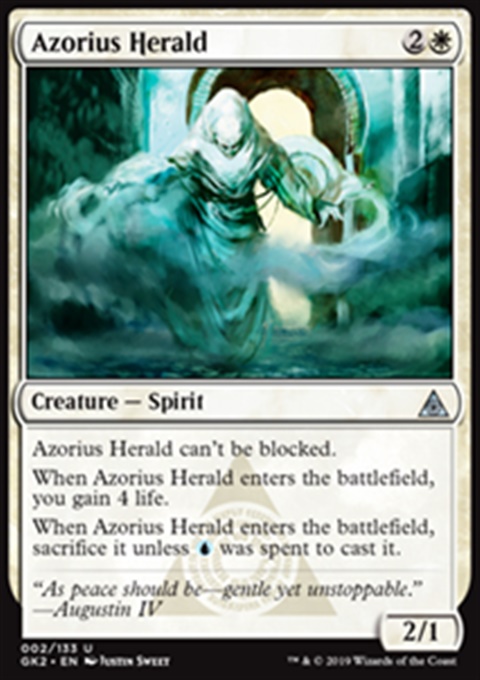 Azorius Herald 2
Creature — Spirit
Azorius Herald can't be blocked.
When Azorius Herald enters the battlefield,
you gain 4 life.
When Azorius Herald enters the battlefield,
sacrifice it unless was spent to cast it.
“As peace should be—gentle yet unstoppable.”
—Augustin IV
2/1
002/133 U
GK2 • EN Justin Sweet ™ & © 2019 Wizards of the Coast